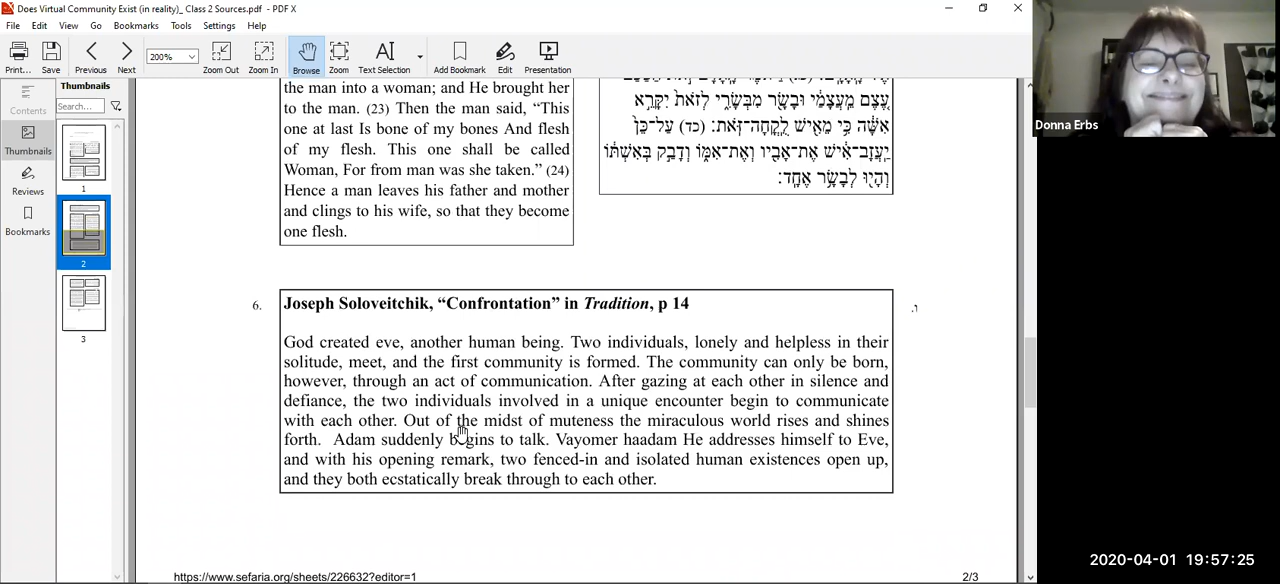 Does Virtual Community Exist (in reality)_ Class 2 Sources.pdf - PDF X
File Edit View Go Bookmarks Tools Settings Help
200%
Print... Save Previous Next Zoom Out Zoom In Browse Zoom Text Selection Add Bookmark Edit Presentation
Contents
Thumbnails
Reviews
Bookmarks
Thumbnails
Search...
1
2
3
the man into a woman; and He brought her
to the man. (23) Then the man said, “This
one at last Is bone of my bones And flesh
of my flesh. This one shall be called
Woman, For from man was she taken.” (24)
Hence a man leaves his father and mother
and clings to his wife, so that they become
one flesh.
עֶ֚צֶם מֵֽעֲצָמַ֔י וּבָשָׂ֖ר מִבְּשָׂרִ֑י לְזֹאת֙ יִקָּרֵ֣א
אִשָּׁ֔ה כִּ֥י מֵאִ֖ישׁ לֻֽקֳחָה־זֹּֽאת׃ (כד) עַל־כֵּן֙
יַֽעֲזָב־אִ֔ישׁ אֶת־אָבִ֖יו וְאֶת־אִמּ֑וֹ וְדָבַ֣ק בְּאִשְׁתּ֔וֹ
וְהָי֖וּ לְבָשָׂ֥ר אֶחָֽד׃
6. Joseph Soloveitchik, “Confrontation” in Tradition, p 14 ו.
God created eve, another human being. Two individuals, lonely and helpless in their
solitude, meet, and the first community is formed. The community can only be born,
however, through an act of communication. After gazing at each other in silence and
defiance, the two individuals involved in a unique encounter begin to communicate
with each other. Out of the midst of muteness the miraculous world rises and shines
forth. Adam suddenly begins to talk. Vayomer haadam He addresses himself to Eve,
and with his opening remark, two fenced-in and isolated human existences open up,
and they both ecstatically break through to each other.
https://www.sefaria.org/sheets/226632?editor=1 2/3
Donna Erbs
2020-04-01 19:57:25